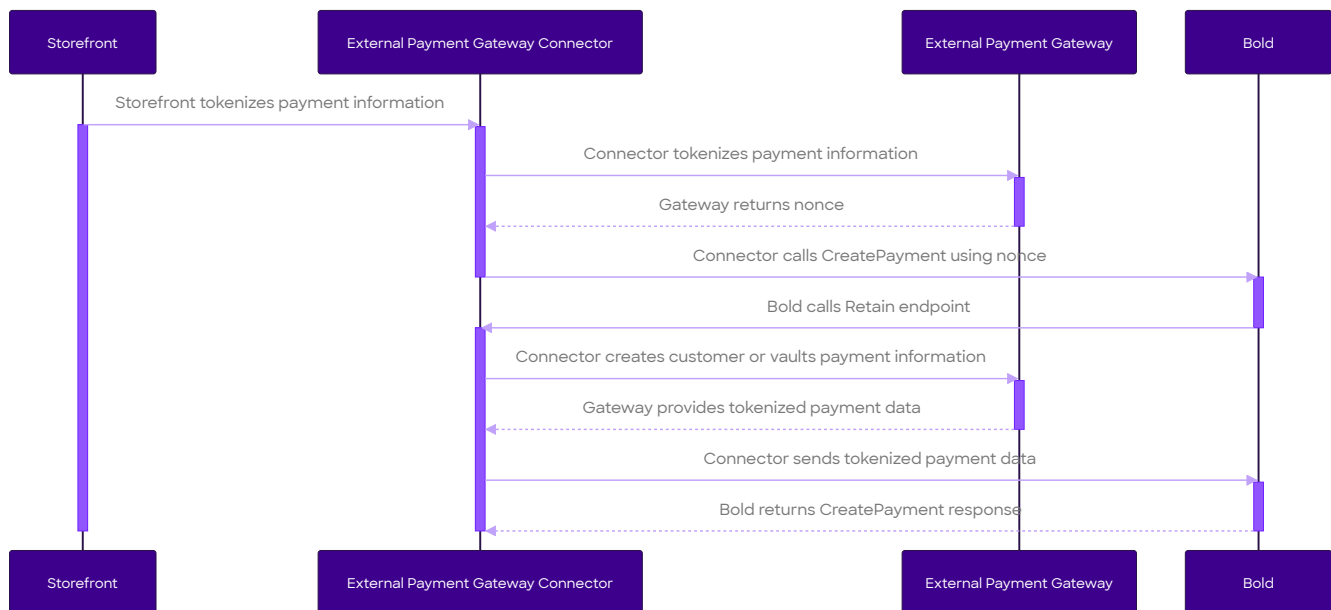 Storefront
External Payment Gateway Connector
External Payment Gateway
Bold
Storefront tokenizes payment information
Connector tokenizes payment information
Gateway returns nonce
Connector calls CreatePayment using nonce
Bold calls Retain endpoint
Connector creates customer or vaults payment information
Gateway provides tokenized payment data
Connector sends tokenized payment data
Bold returns CreatePayment response
Storefront
External Payment Gateway Connector
External Payment Gateway
Bold